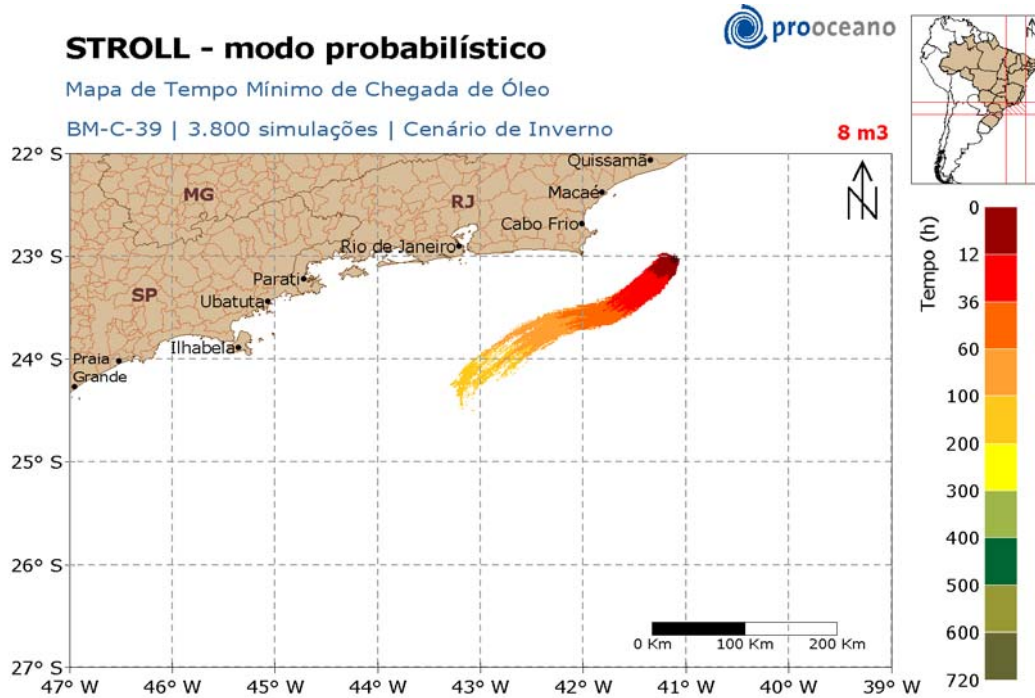 STROLL - modo probabilístico
prooceano
N
Mapa de Tempo Mínimo de Chegada de Óleo
BM-C-39 | 3.800 simulações | Cenário de Inverno
8 m3
22° S
23° S
24° S
25° S
26° S
27° S
47° W
46° W
45° W
44° W
43° W
42° W
41° W
40° W
39° W
Quissamã
MG
Macaé
RJ
Cabo Frio
Rio de Janeiro
Parati
SP
Ubatuta
Ilhabela
Praia
Grande
N
0 Km
100 Km
200 Km
Tempo (h)
0
12
36
60
100
200
300
400
500
600
720